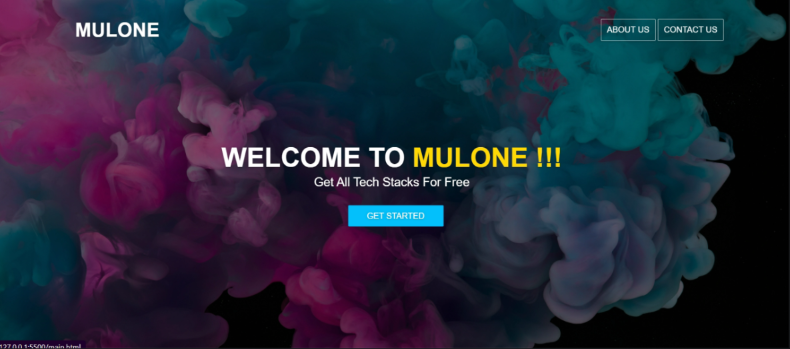 MULONE
ABOUT US
CONTACT US
WELCOME TO MULONE !!!
Get All Tech Stacks For Free
GET STARTED
127.0.0.1:5500/main.html